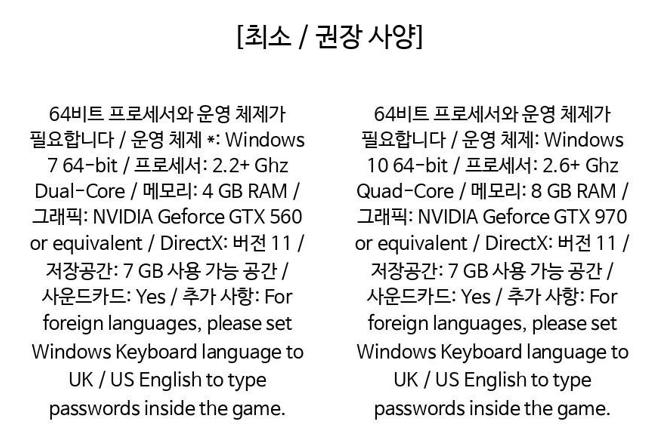 [최소 / 권장 사양]
64비트 프로세서와 운영 체제가
필요합니다 / 운영 체제 *: Windows
7 64-bit / 프로세서: 2.2+ Ghz
Dual-Core / 메모리: 4 GB RAM /
그래픽: NVIDIA Geforce GTX 560
or equivalent / DirectX: 버전 11 /
저장공간: 7 GB 사용 가능 공간 /
사운드카드: Yes / 추가 사항: For
foreign languages, please set
Windows Keyboard language to
UK / US English to type
passwords inside the game.
64비트 프로세서와 운영 체제가
필요합니다 / 운영 체제: Windows
10 64-bit / 프로세서: 2.6+ Ghz
Quad-Core / 메모리: 8 GB RAM /
그래픽: NVIDIA Geforce GTX 970
or equivalent / DirectX: 버전 11 /
저장공간: 7 GB 사용 가능 공간 /
사운드카드: Yes / 추가 사항: For
foreign languages, please set
Windows Keyboard language to
UK / US English to type
passwords inside the game.